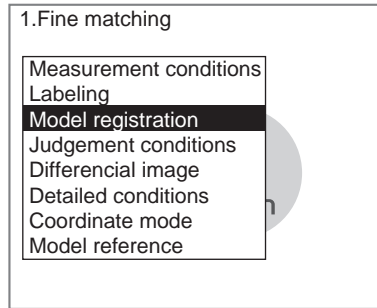 1.Fine matching
Measurement conditions
Labeling
Model registration
Judgement conditions
Differencial image
Detailed conditions
Coordinate mode
Model reference